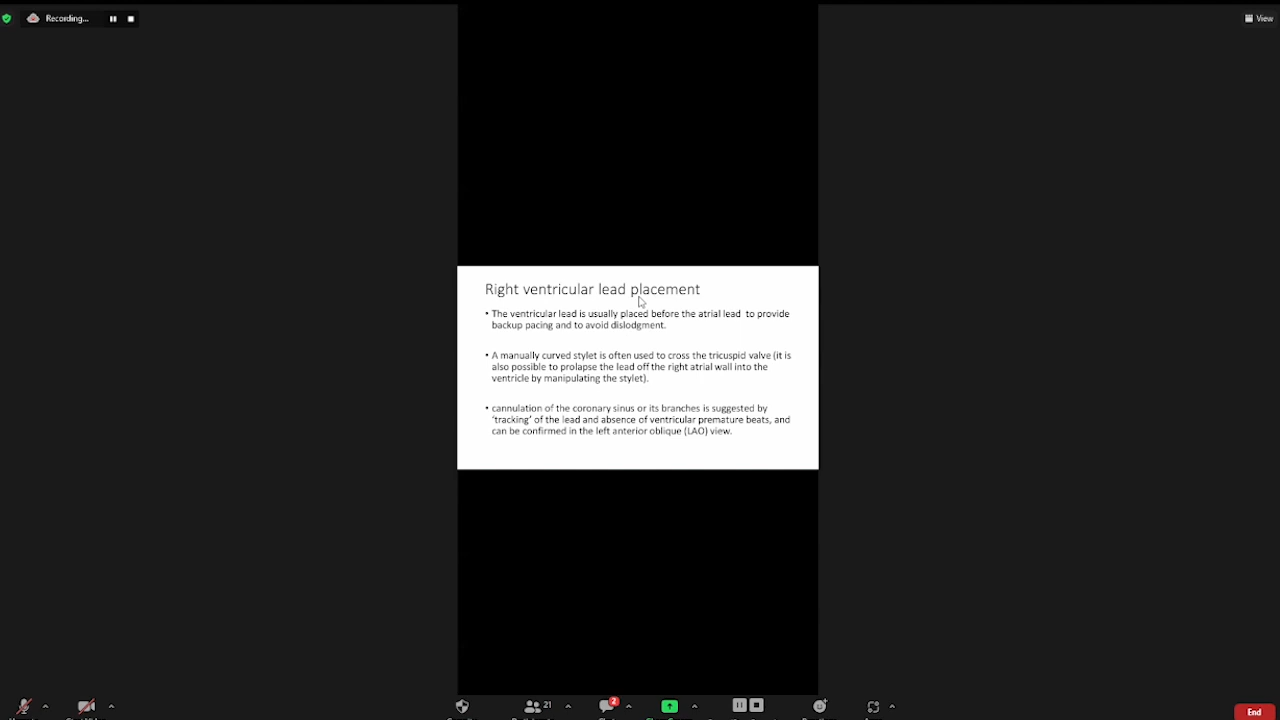 Recording...
View
Right ventricular lead placement
• The ventricular lead is usually placed before the atrial lead to provide
backup pacing and to avoid dislodgment.
• A manually curved stylet is often used to cross the tricuspid valve (it is
also possible to prolapse the lead off the right atrial wall into the
ventricle by manipulating the stylet).
• cannulation of the coronary sinus or its branches is suggested by
‘tracking’ of the lead and absence of ventricular premature beats, and
can be confirmed in the left anterior oblique (LAO) view.
21
2
End